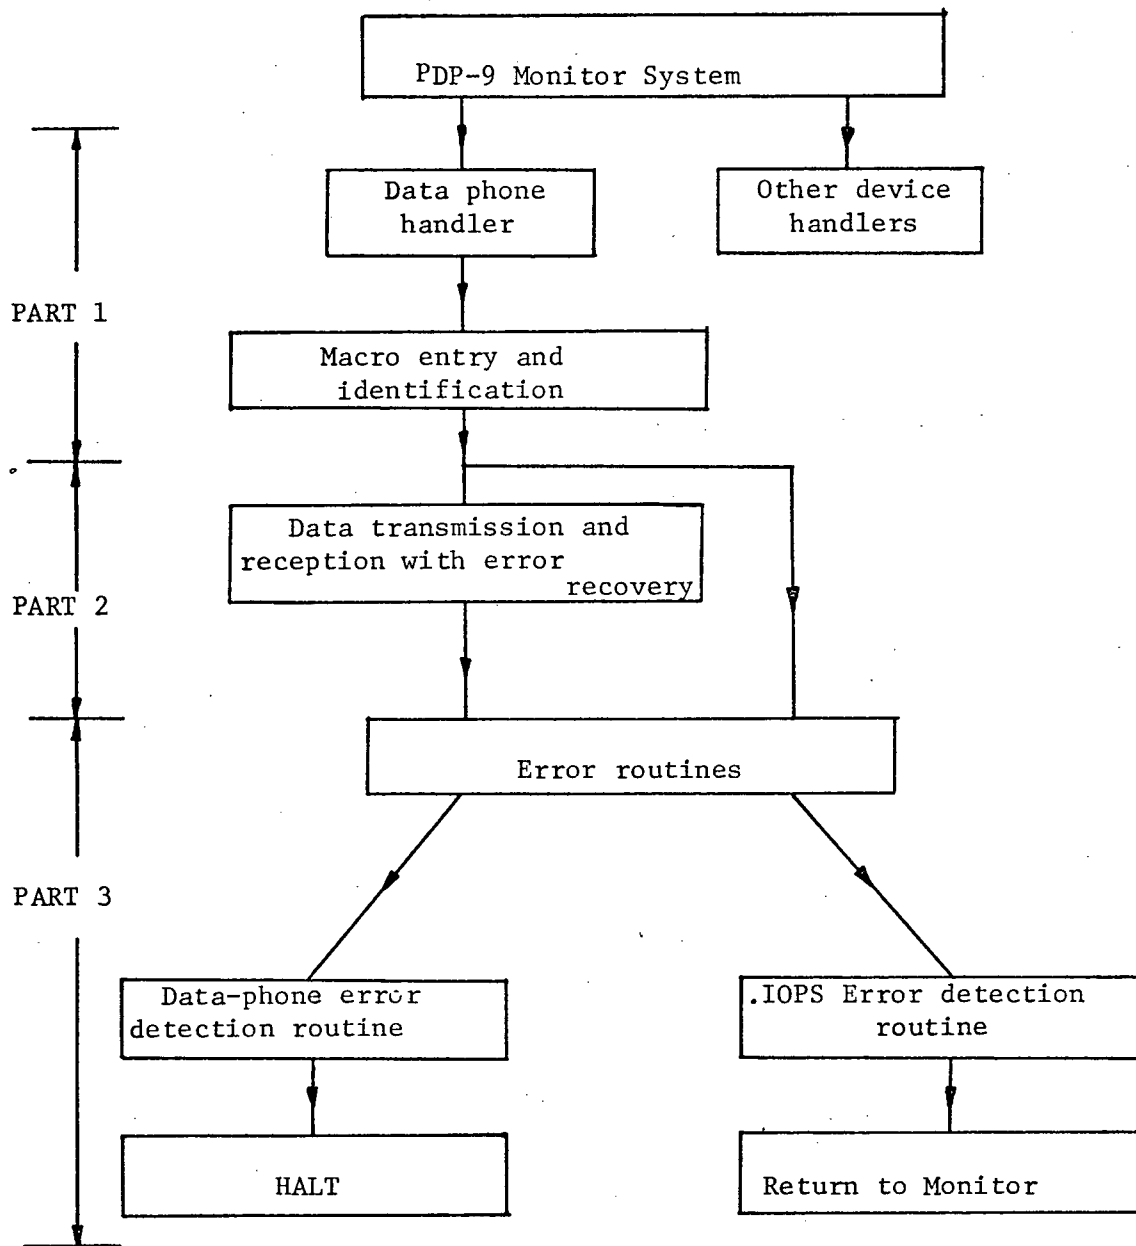 PDP-9 Monitor System
Data phone
handler
Other device
handlers
PART 1
Macro entry and
identification
Data transmission and
reception with error
recovery
PART 2
Error routines
PART 3
Data-phone error
detection routine
.IOPS Error detection
routine
HALT
Return to Monitor